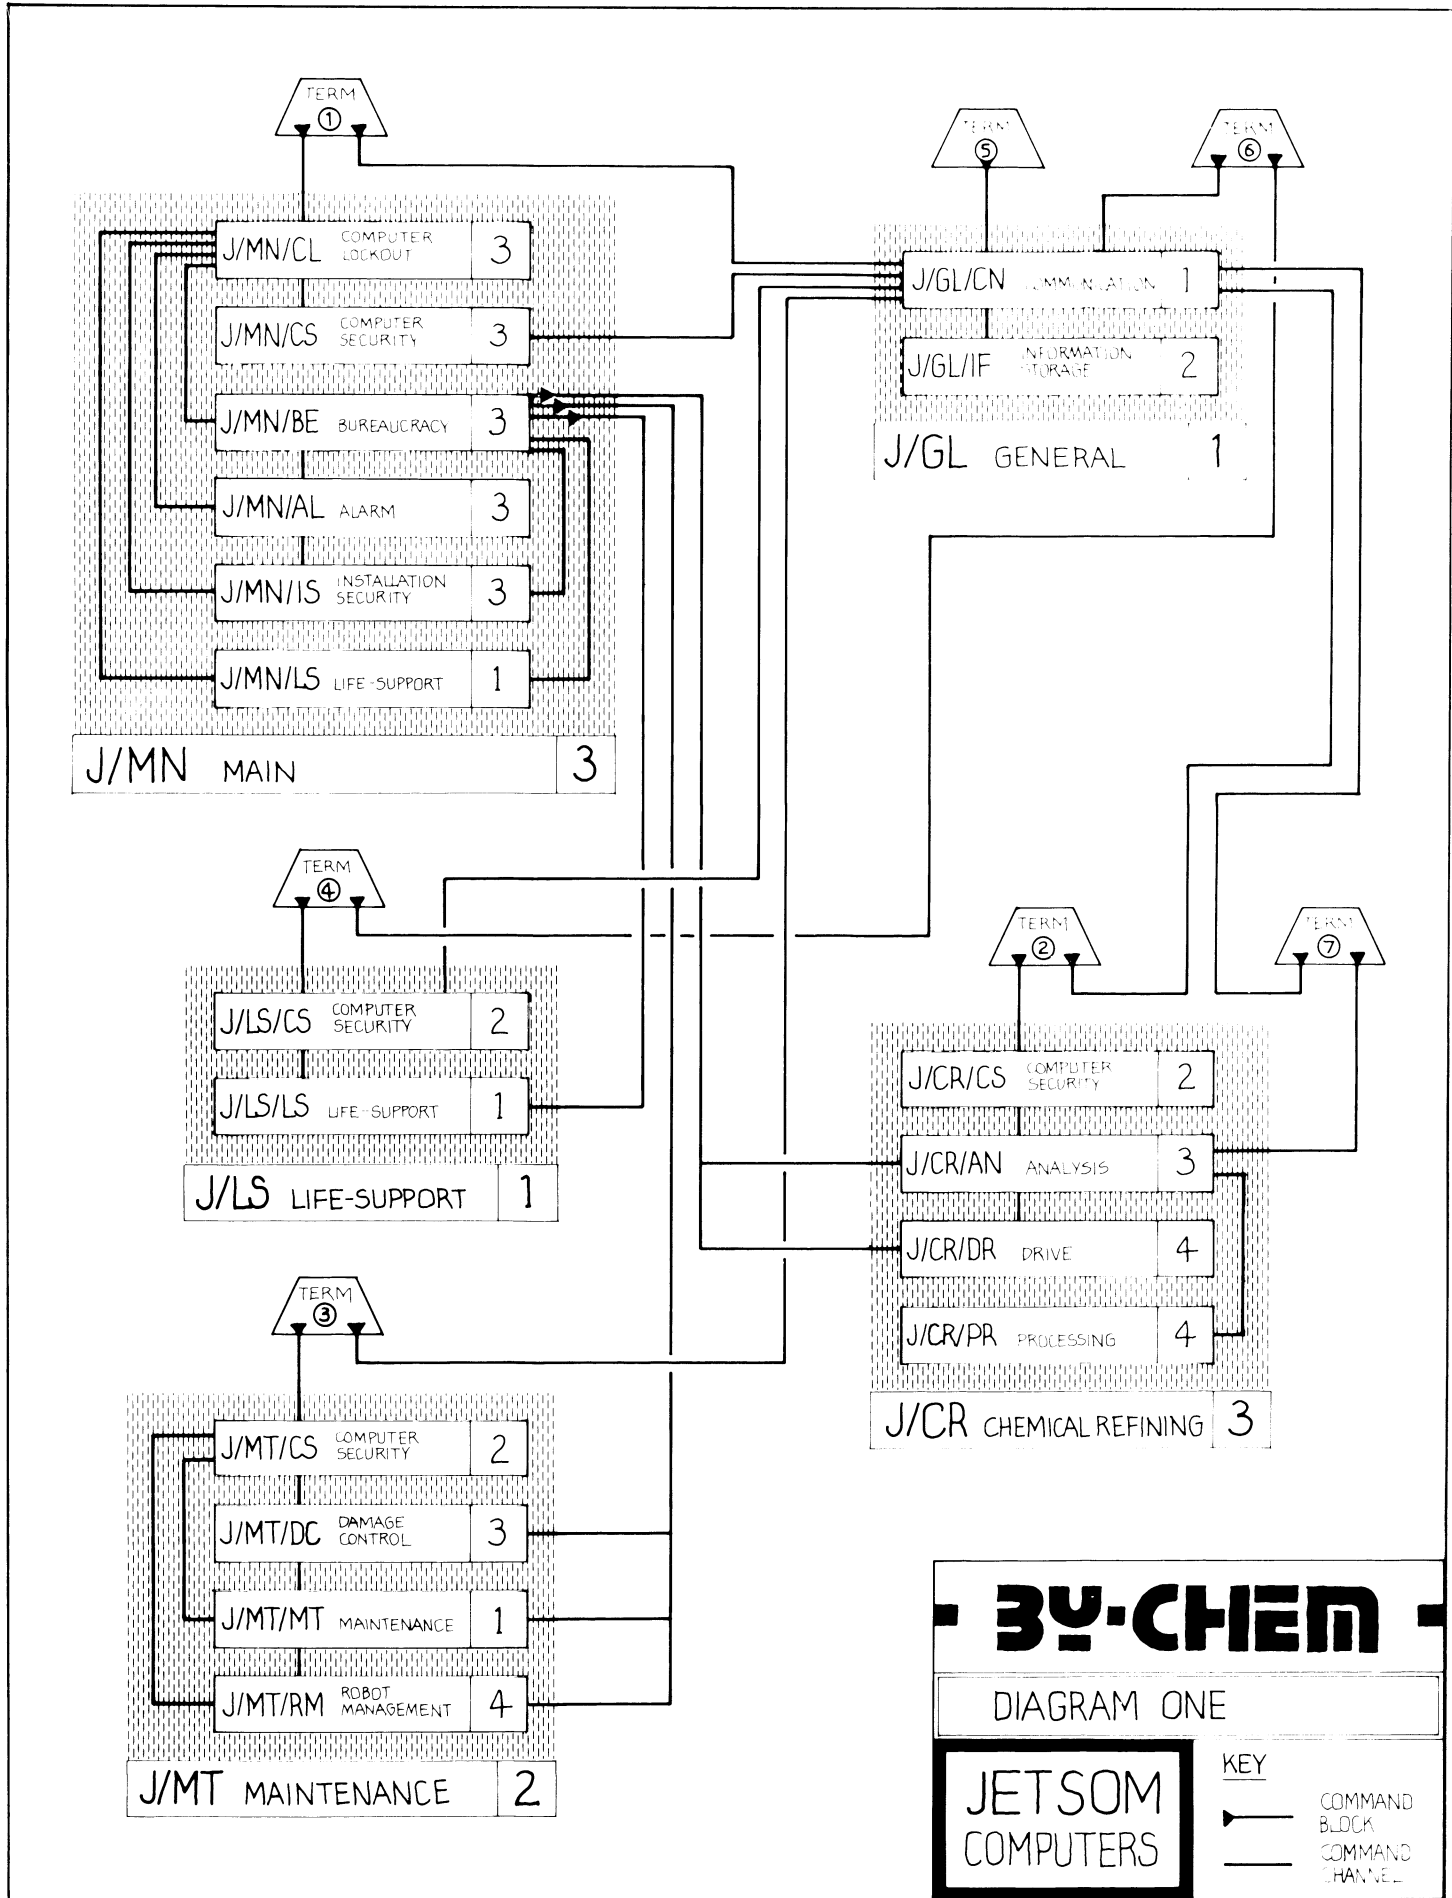 TERM
1
J/MN/CL COMPUTER LOCKOUT 3
J/MN/CS COMPUTER SECURITY 3
J/MN/BE BUREAUCRACY 3
J/MN/AL ALARM 3
J/MN/IS INSTALLATION SECURITY 3
J/MN/LS LIFE-SUPPORT 1
J/MN MAIN 3
TERM
5
TERM
6
J/GL/CN COMMUNICATION 1
J/GL/IF INFORMATION STORAGE 2
J/GL GENERAL 1
TERM
4
J/LS/CS COMPUTER SECURITY 2
J/LS/LS LIFE-SUPPORT 1
J/LS LIFE-SUPPORT 1
TERM
2
TERM
7
J/CR/CS COMPUTER SECURITY 2
J/CR/AN ANALYSIS 3
J/CR/DR DRIVE 4
J/CR/PR PROCESSING 4
J/CR CHEMICAL REFINING 3
TERM
3
J/MT/CS COMPUTER SECURITY 2
J/MT/DC DAMAGE CONTROL 3
J/MT/MT MAINTENANCE 1
J/MT/RM ROBOT MANAGEMENT 4
J/MT MAINTENANCE 2
BY·CHEM
DIAGRAM ONE
JETSOM
COMPUTERS
KEY
COMMAND
BLOCK
COMMAND
CHANNEL